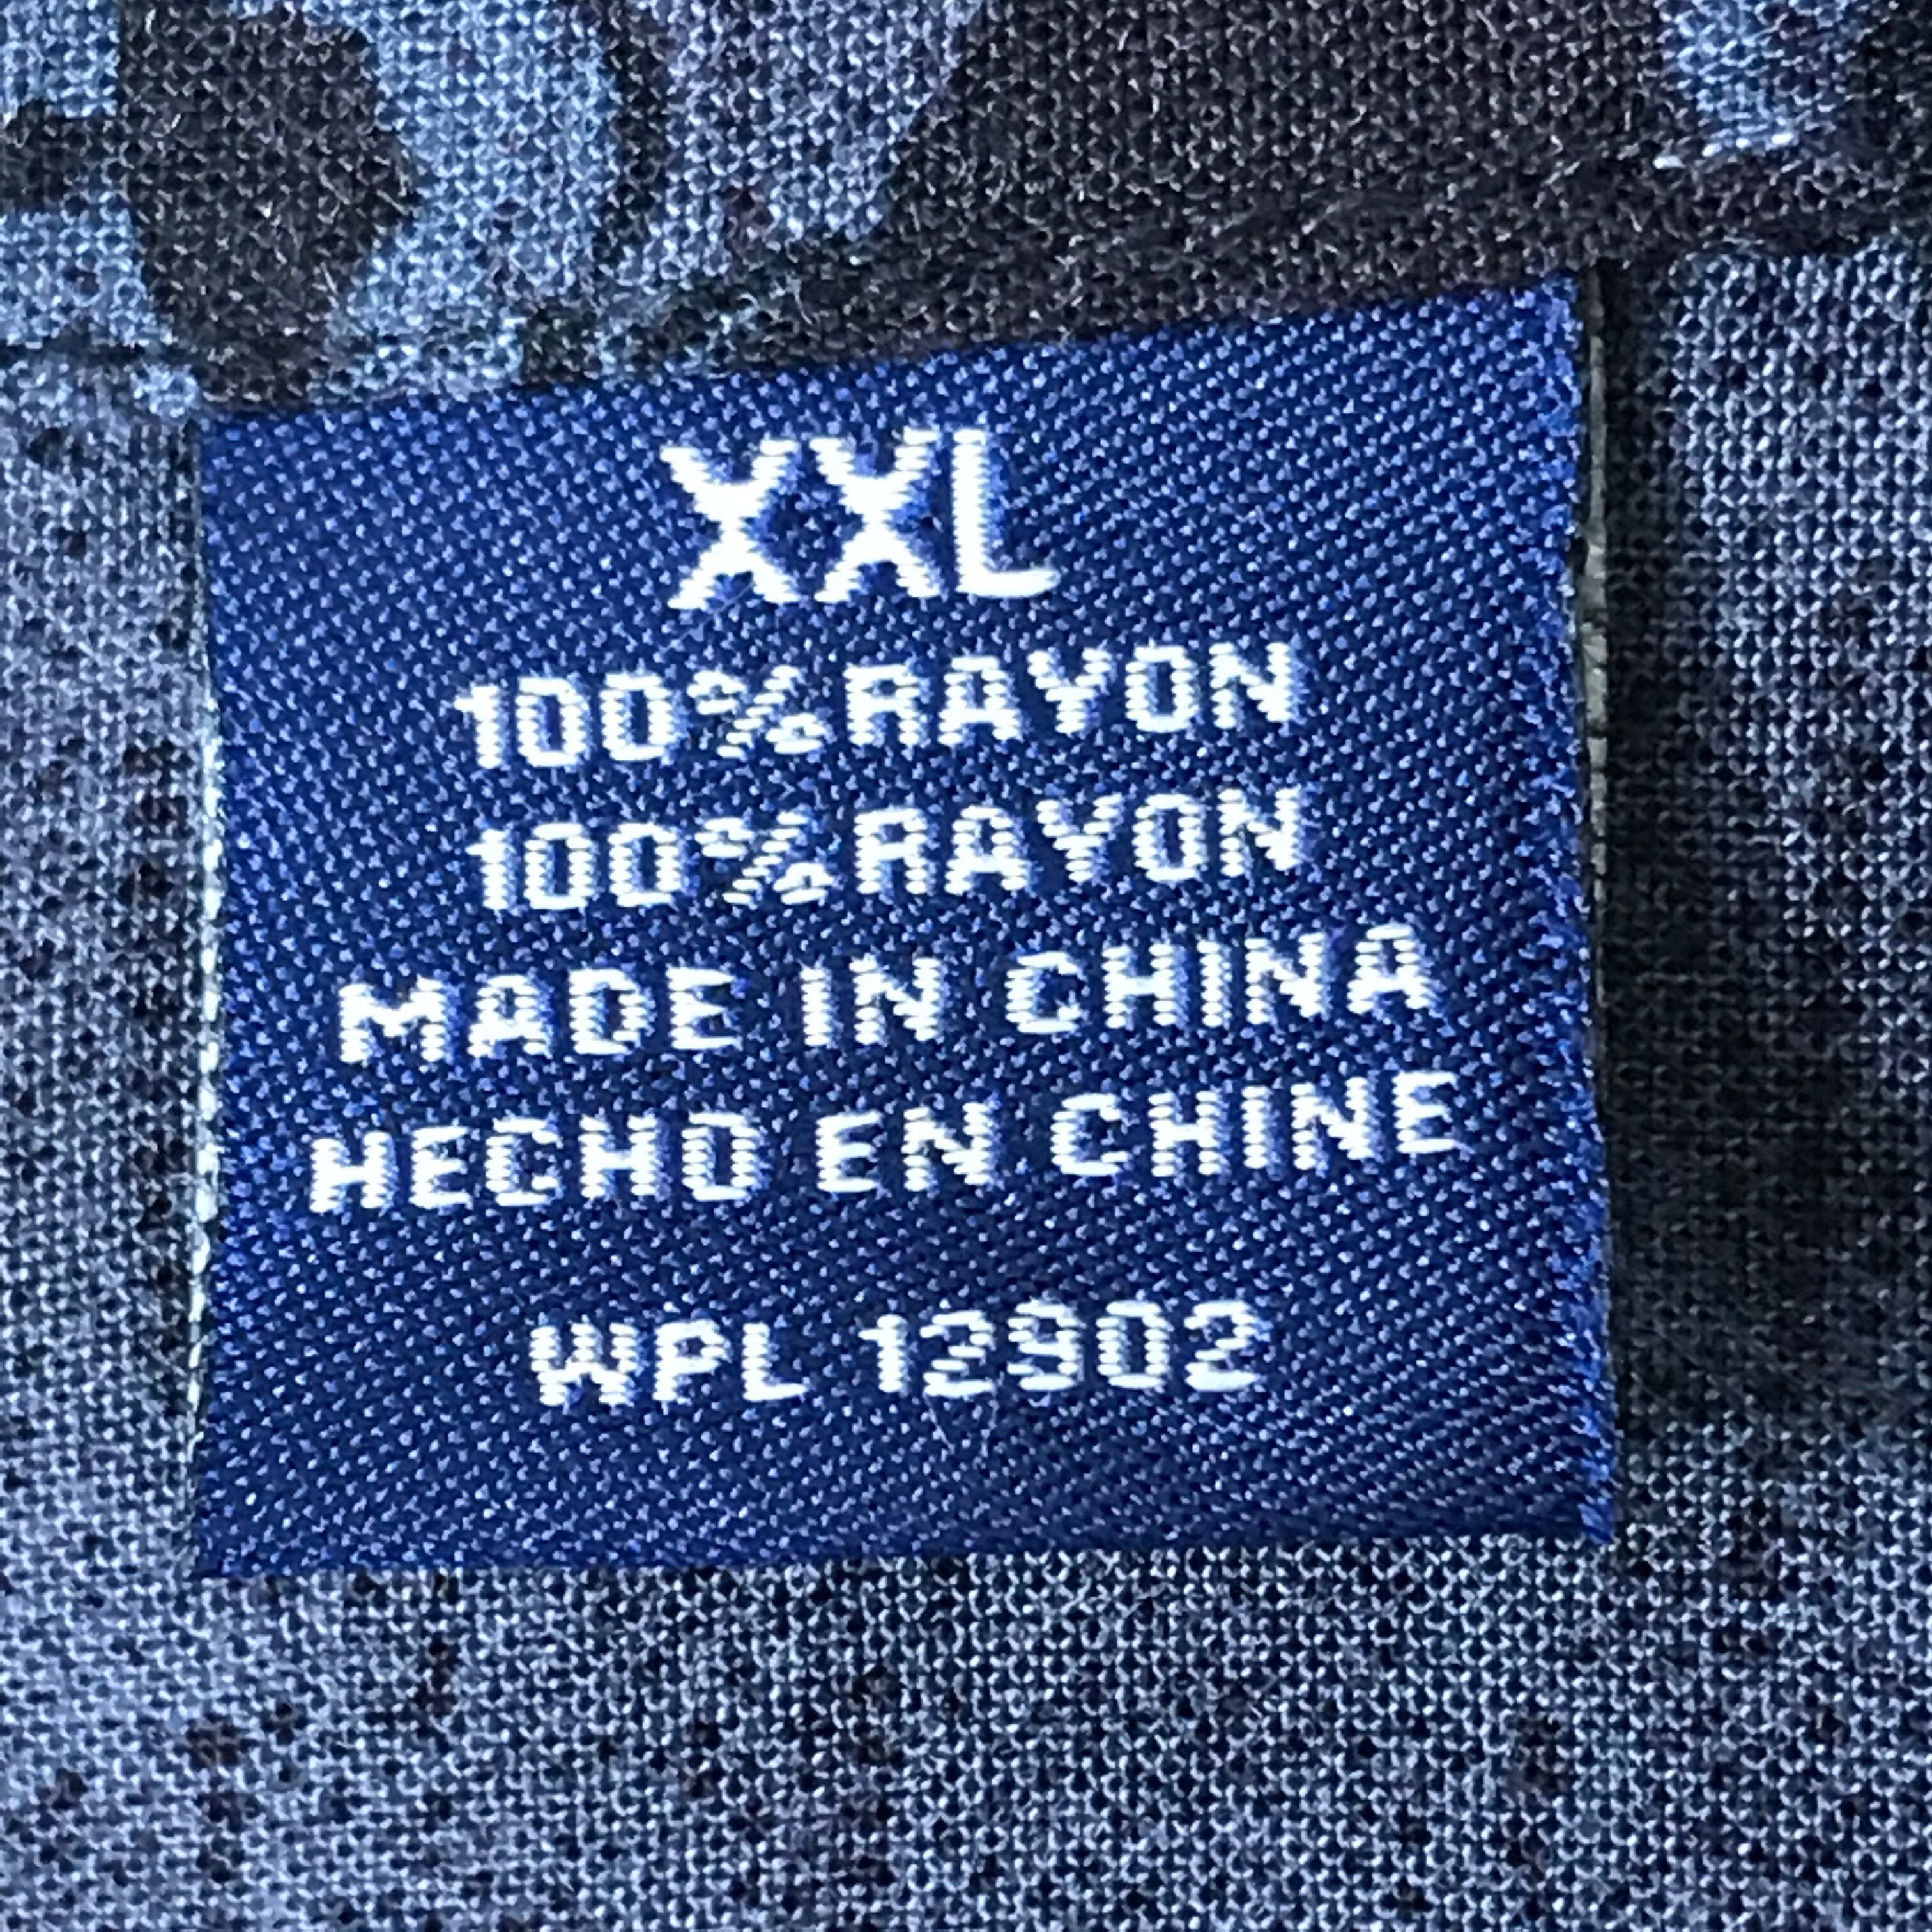 XXL
100% RAYON
100% RAYON
MADE IN CHINA
HECHO EN CHINE
WPL 12902